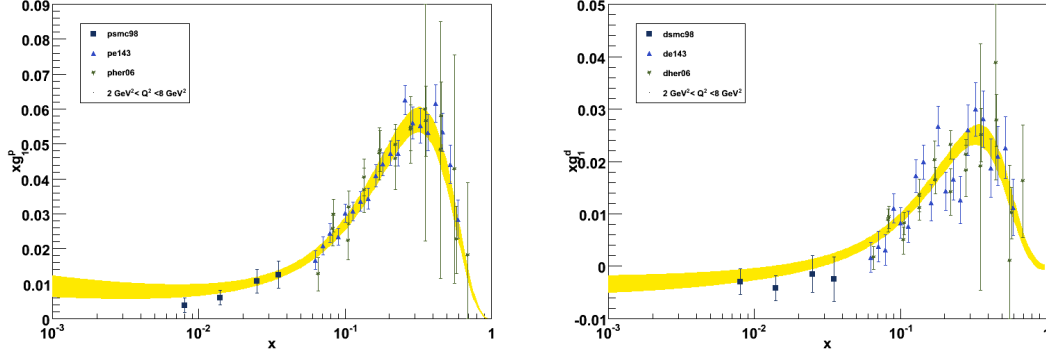 0.09
0.08
0.07
0.06
0.05
0.04
0.03
0.02
0.01
0
xg₁ᵖ
psmc98
pe143
pher06
2 GeV²< Q² <8 GeV²
10⁻³
10⁻²
10⁻¹
1
x
0.05
0.04
0.03
0.02
0.01
0
-0.01
xg₁ᵈ
dsmc98
de143
dher06
2 GeV²< Q² <8 GeV²
10⁻³
10⁻²
10⁻¹
1
x